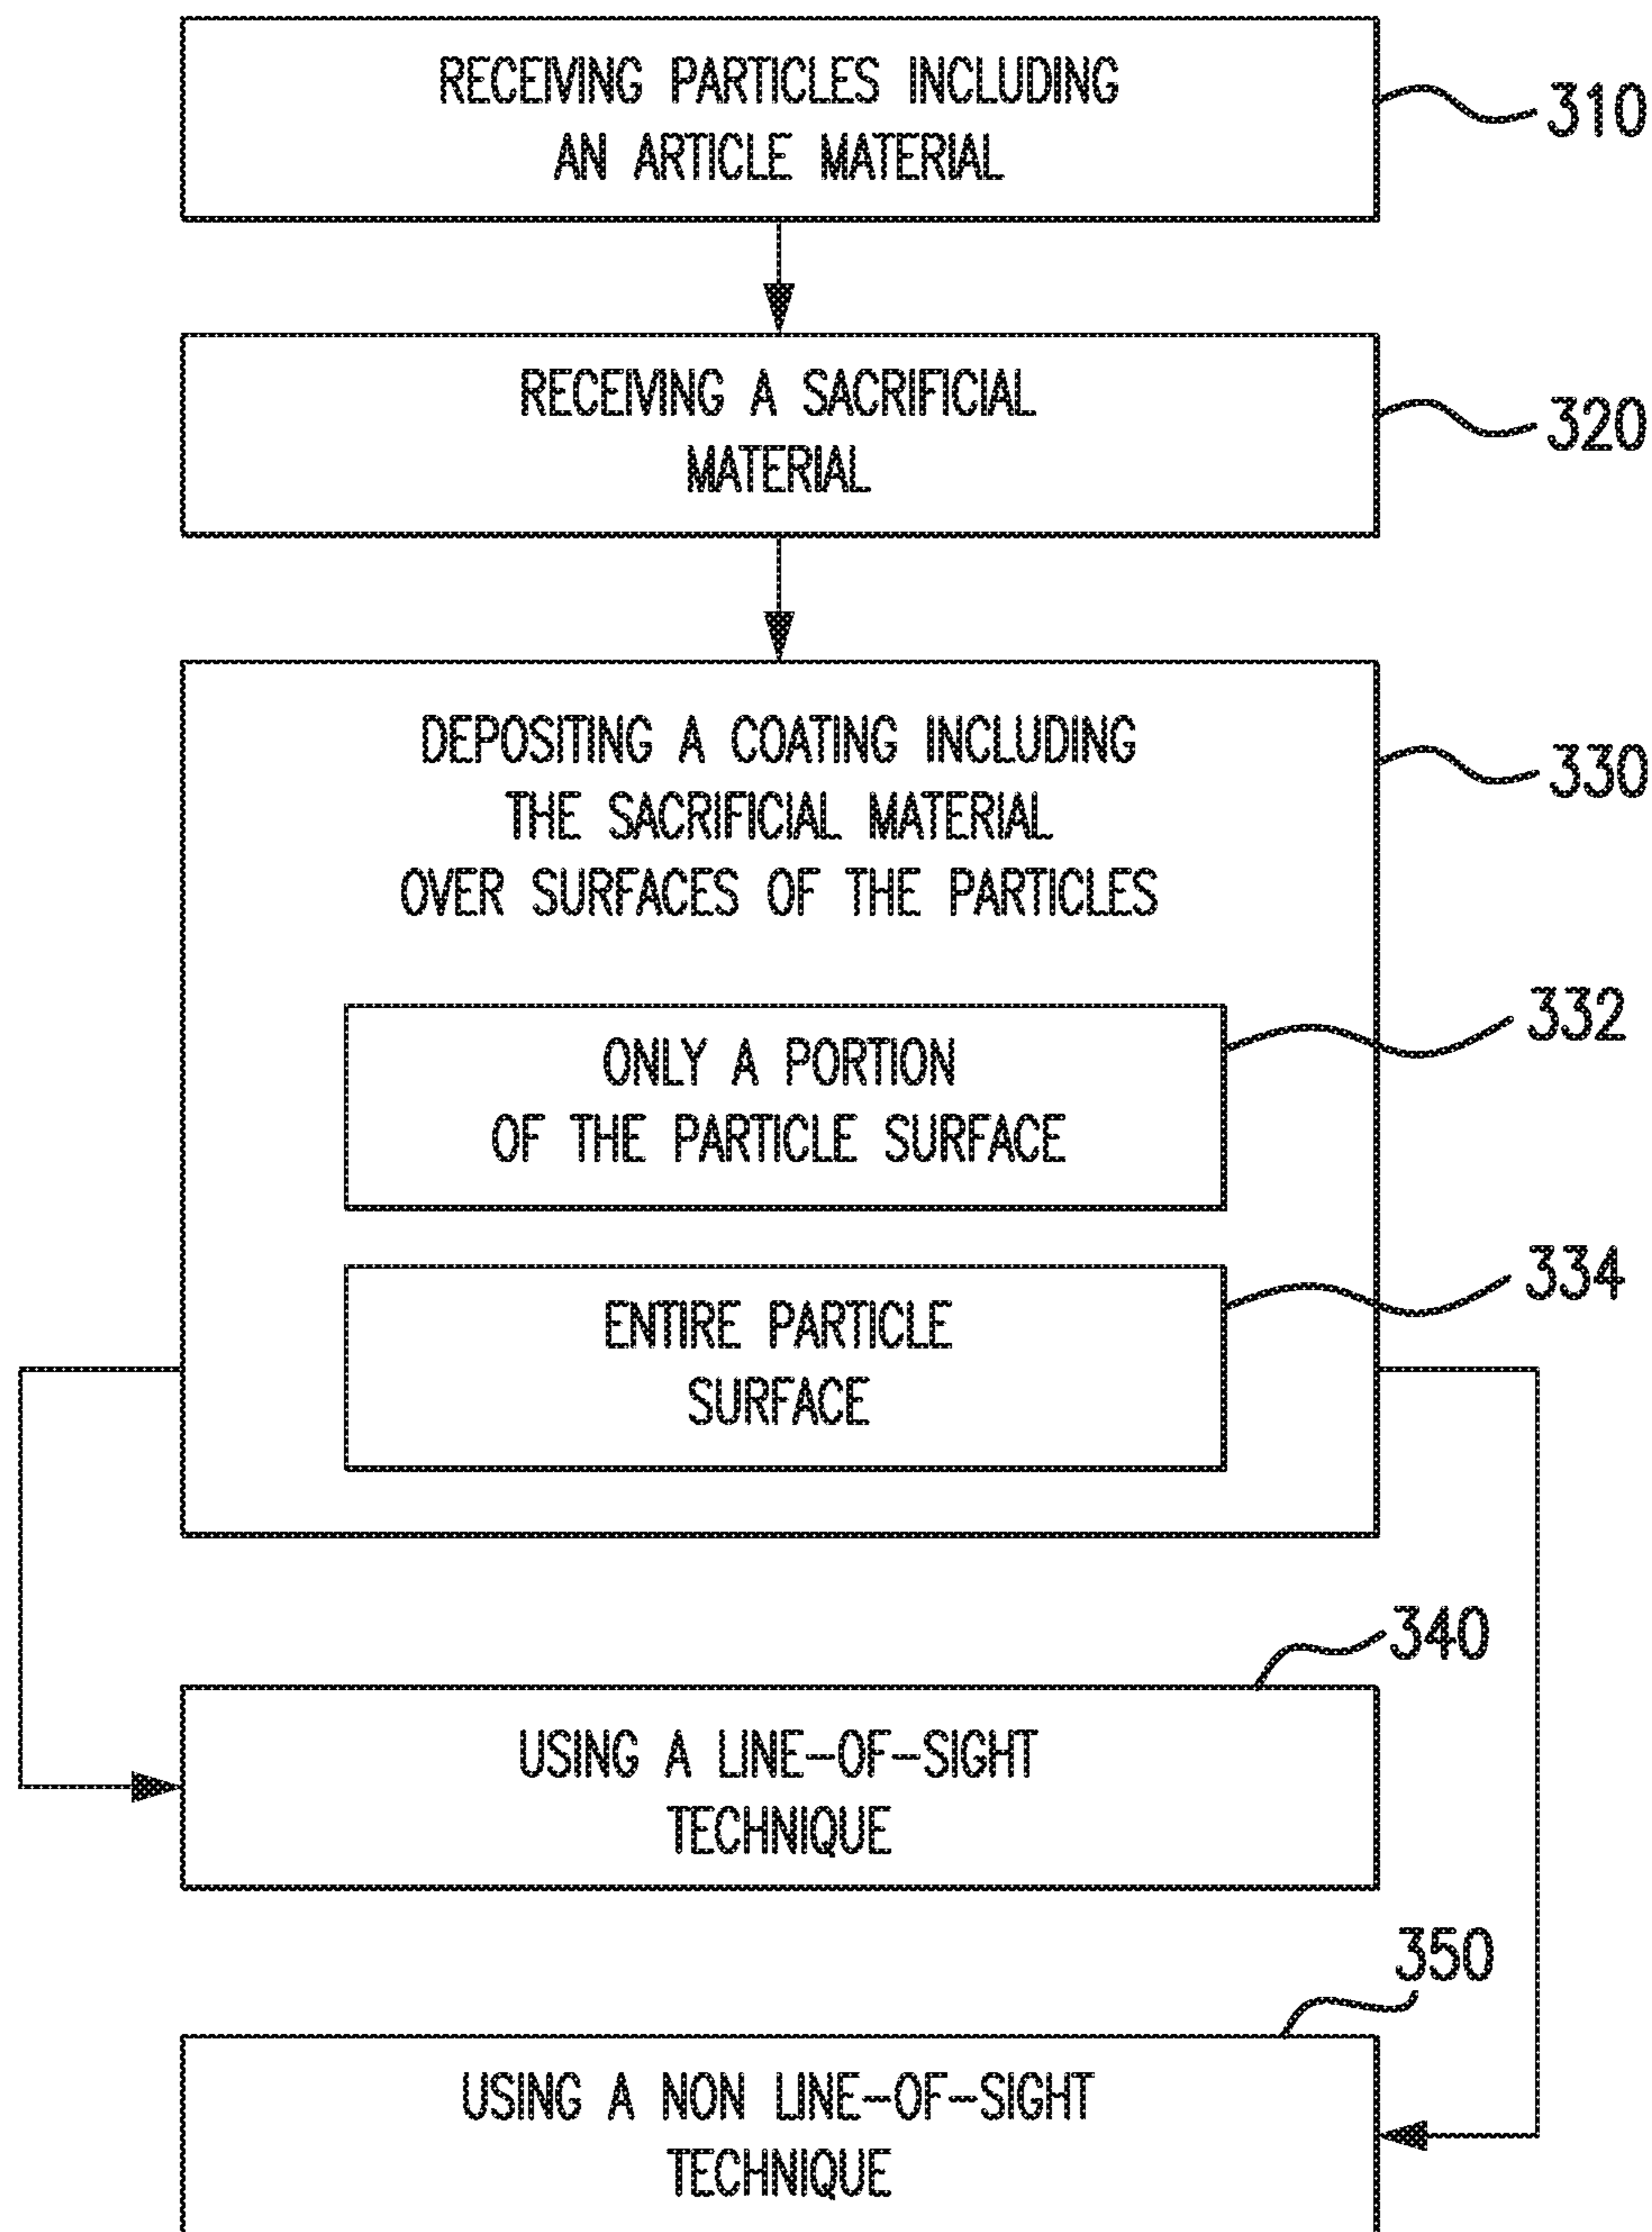 RECEIVING PARTICLES INCLUDING
AN ARTICLE MATERIAL
310
RECEIVING A SACRIFICIAL
MATERIAL
320
DEPOSITING A COATING INCLUDING
THE SACRIFICIAL MATERIAL
OVER SURFACES OF THE PARTICLES
330
ONLY A PORTION
OF THE PARTICLE SURFACE
332
ENTIRE PARTICLE
SURFACE
334
340
USING A LINE-OF-SIGHT
TECHNIQUE
350
USING A NON LINE-OF-SIGHT
TECHNIQUE